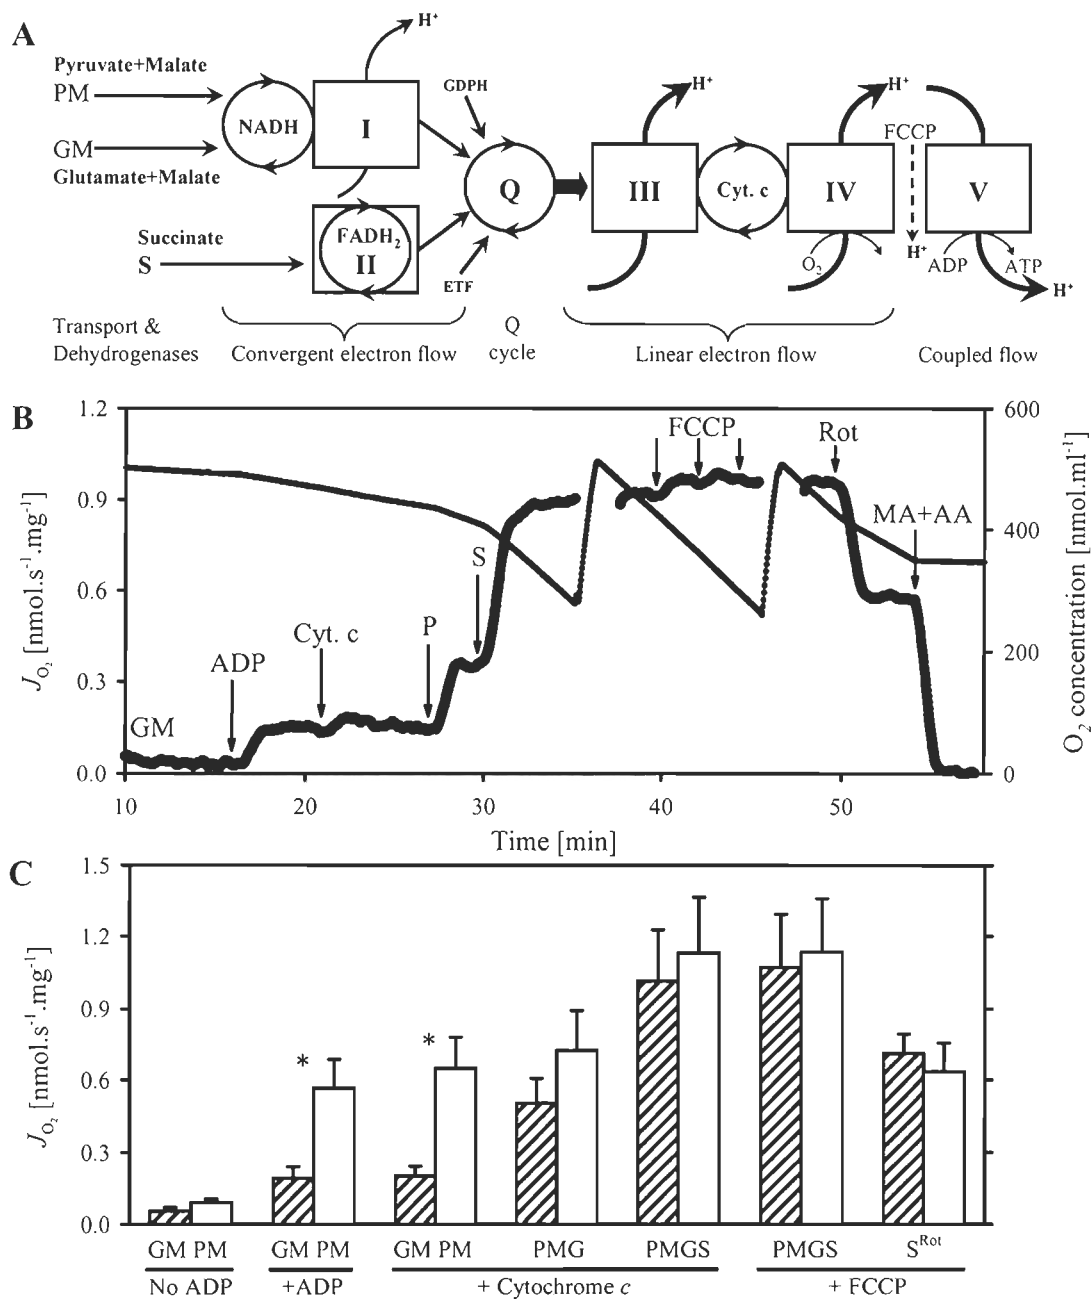 A
H⁺
Pyruvate+Malate
PM
NADH
I
GDPH
H⁺
H⁺
FCCP
GM
Glutamate+Malate
Q
III
Cyt. c
IV
V
Succinate
S
FADH₂
II
ETF
O₂
H⁺
ADP
ATP
H⁺
Transport &
Dehydrogenases
Convergent electron flow
Q
cycle
Linear electron flow
Coupled flow
B
1.2
0.9
0.6
0.3
0.0
J_O₂ [nmol.s⁻¹.mg⁻¹]
GM
ADP
Cyt. c
P
S
FCCP
Rot
MA+AA
600
400
200
0
O₂ concentration [nmol.ml⁻¹]
10 20 30 40 50
Time [min]
C
1.5
1.2
0.9
0.6
0.3
0.0
J_O₂ [nmol.s⁻¹.mg⁻¹]
* *
GM PM GM PM GM PM PMG PMGS PMGS S^Rot
No ADP +ADP + Cytochrome c + FCCP